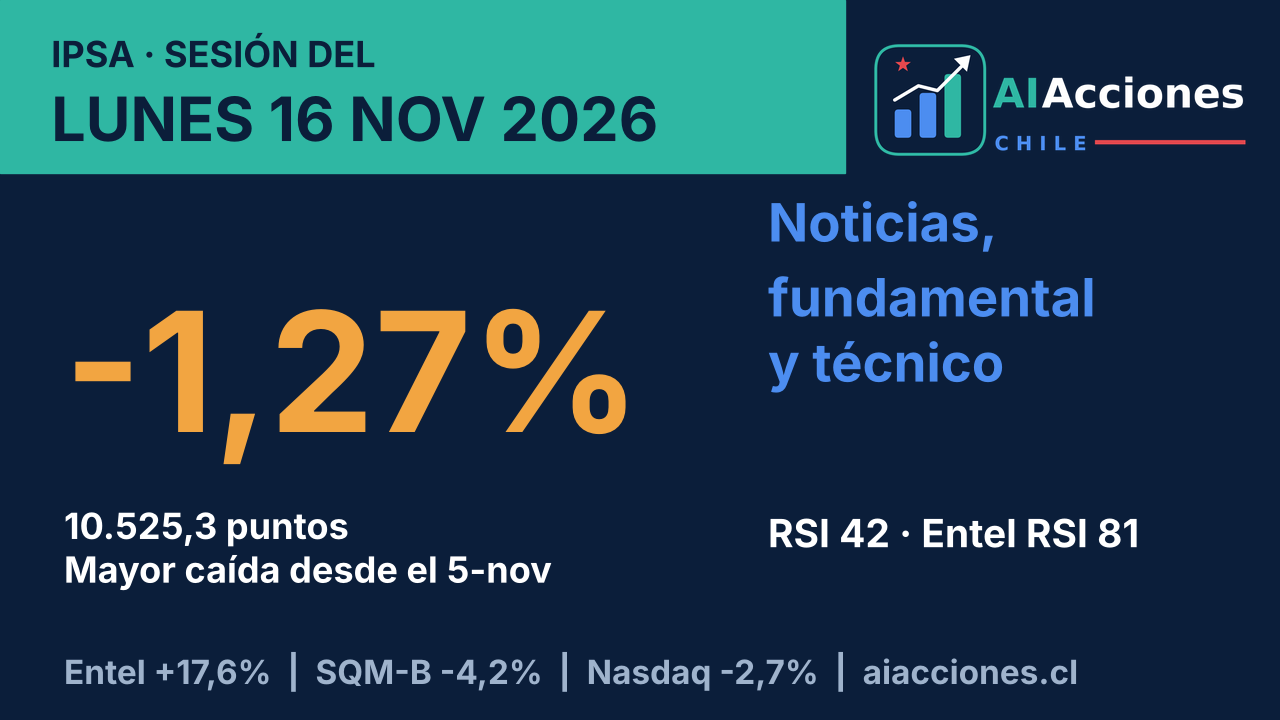 IPSA · SESIÓN DEL
LUNES 16 NOV 2026
AIAcciones
CHILE
Noticias,
fundamental
y técnico
-1,27%
10.525,3 puntos
Mayor caída desde el 5-nov
RSI 42 · Entel RSI 81
Entel +17,6% | SQM-B -4,2% | Nasdaq -2,7% | aiacciones.cl